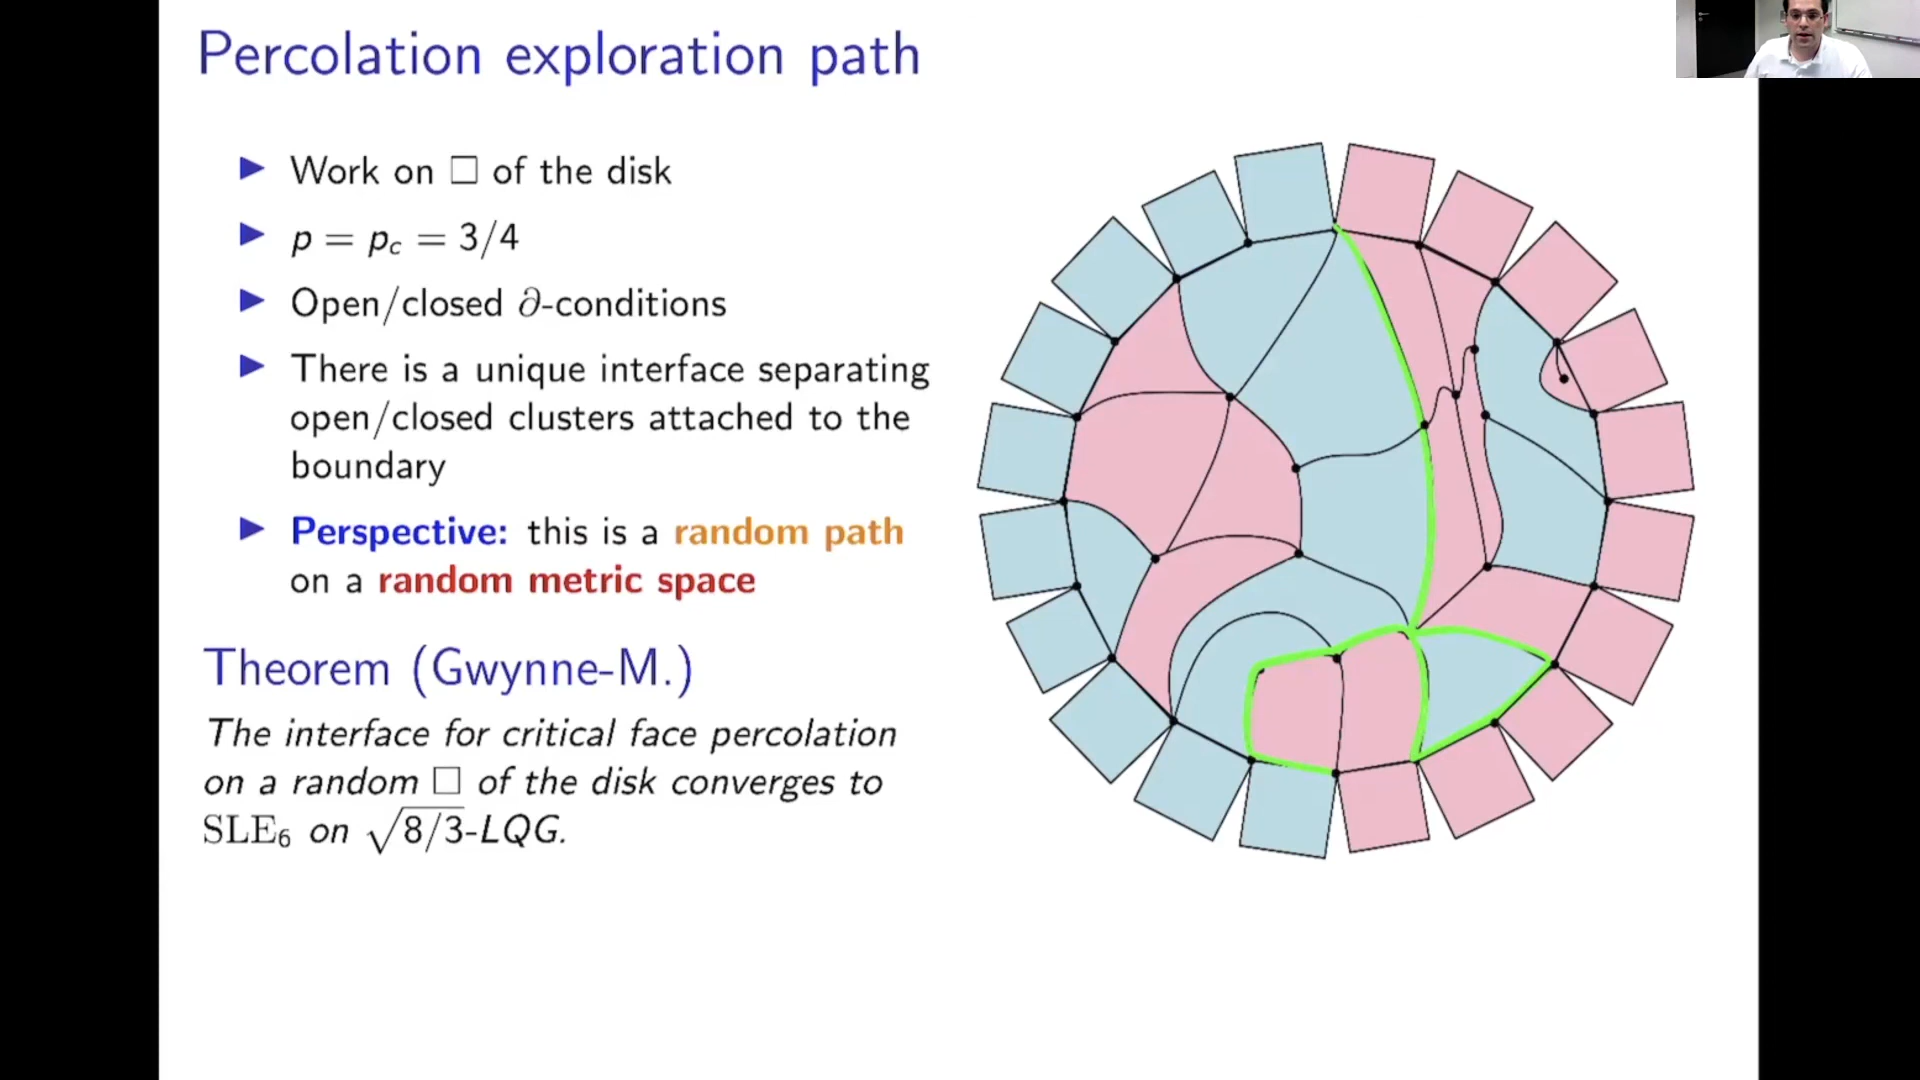 Percolation exploration path
▶ Work on □ of the disk
▶ p = p_c = 3/4
▶ Open/closed ∂-conditions
▶ There is a unique interface separating
open/closed clusters attached to the
boundary
▶ Perspective: this is a random path
on a random metric space
Theorem (Gwynne-M.)
The interface for critical face percolation
on a random □ of the disk converges to
SLE₆ on √8/3-LQG.